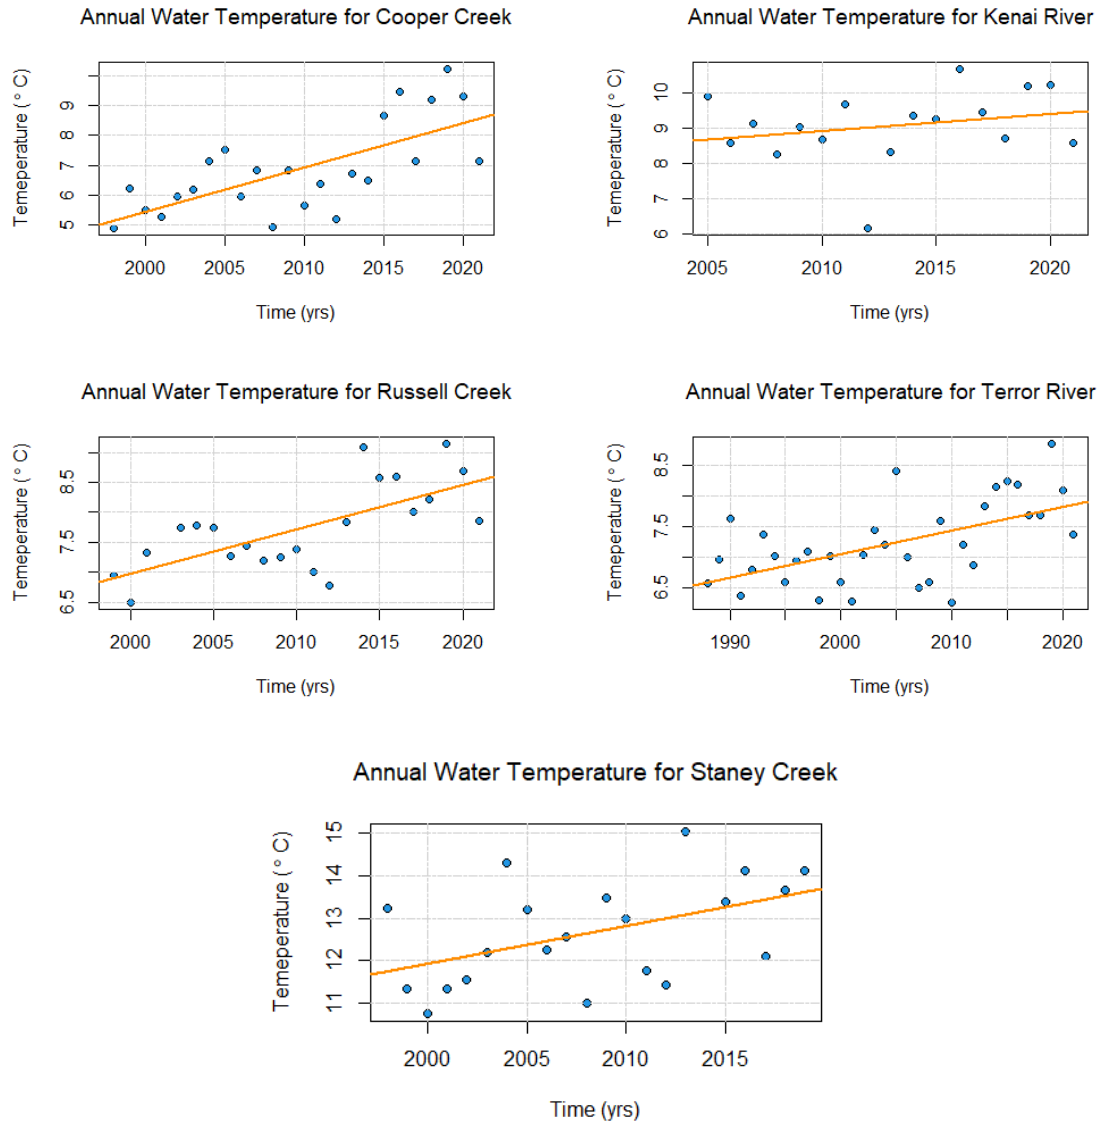 Annual Water Temperature for Cooper Creek
Temeperature ( ° C)
5 6 7 8 9
2000 2005 2010 2015 2020
Time (yrs)
Annual Water Temperature for Kenai River
Temeperature ( ° C)
6 7 8 9 10
2005 2010 2015 2020
Time (yrs)
Annual Water Temperature for Russell Creek
Temeperature ( ° C)
6.5 7.5 8.5
2000 2005 2010 2015 2020
Time (yrs)
Annual Water Temperature for Terror River
Temeperature ( ° C)
6.5 7.5 8.5
1990 2000 2010 2020
Time (yrs)
Annual Water Temperature for Staney Creek
Temeperature ( ° C)
11 12 13 14 15
2000 2005 2010 2015
Time (yrs)